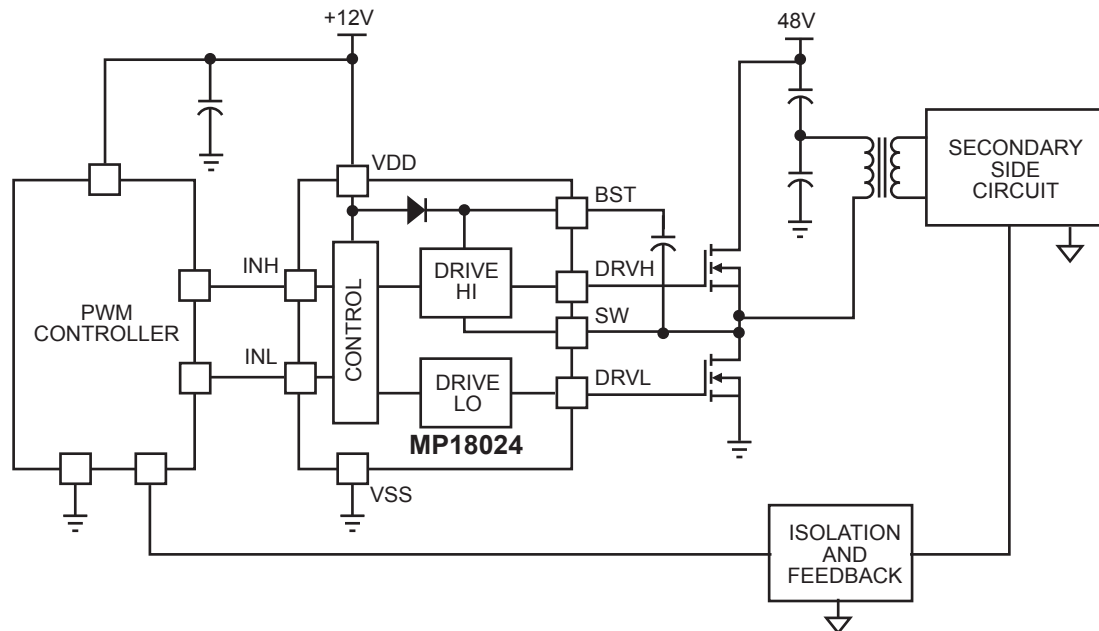 +12V
48V
VDD
BST
SECONDARY
SIDE
CIRCUIT
INH
DRIVE
HI
DRVH
PWM
CONTROLLER
CONTROL
SW
INL
DRIVE
LO
DRVL
MP18024
VSS
ISOLATION
AND
FEEDBACK